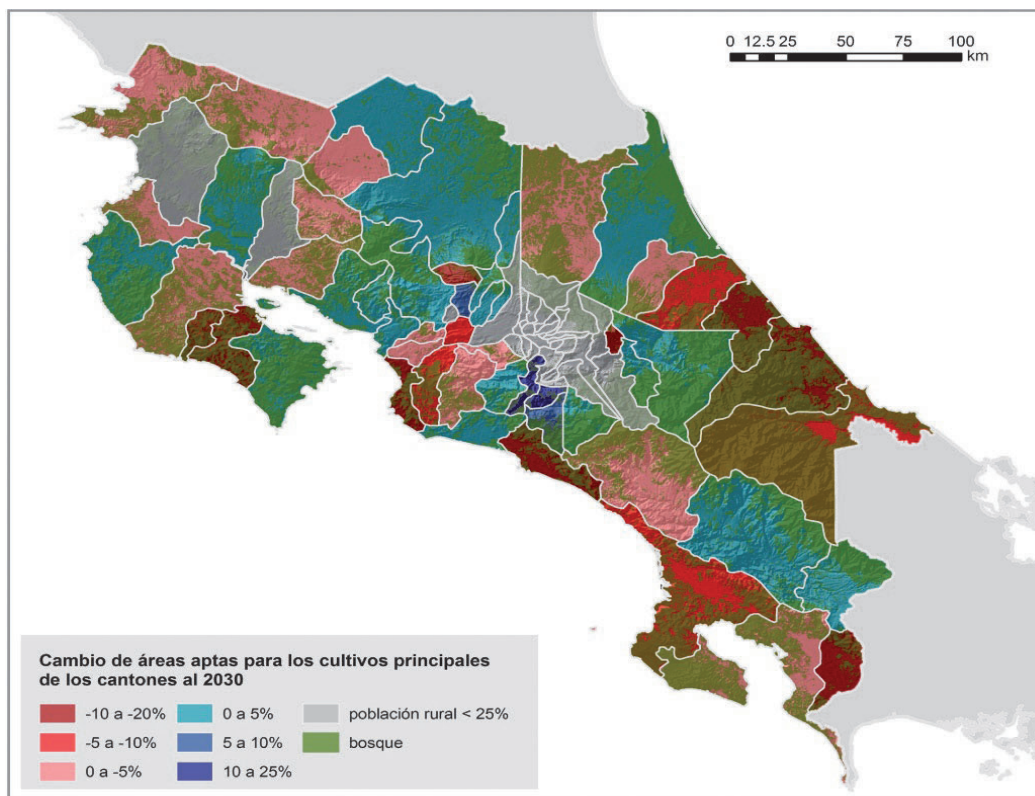 0 12.5 25 50 75 100
km
Cambio de áreas aptas para los cultivos principales
de los cantones al 2030
-10 a -20% 0 a 5% población rural < 25%
-5 a -10% 5 a 10% bosque
0 a -5% 10 a 25%